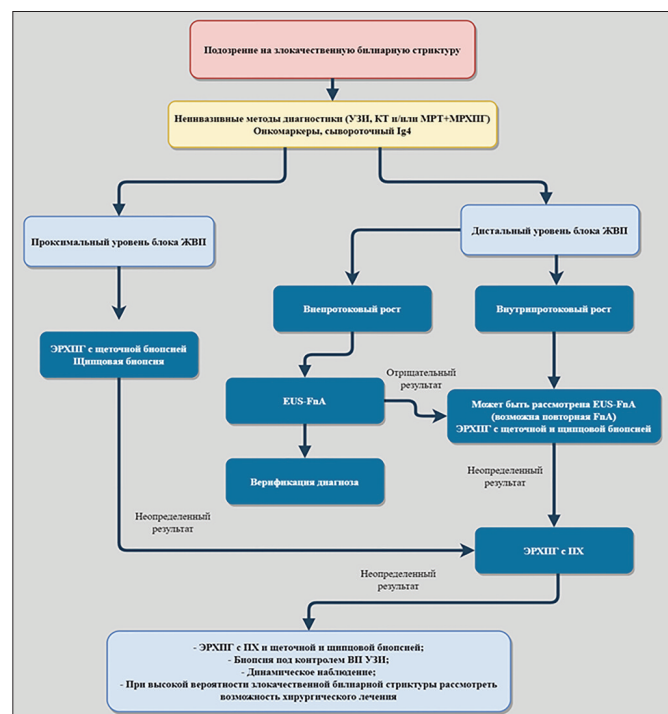 Подозрение на злокачественную билиарную стриктуру
Неинвазивные методы диагностики (УЗИ, КТ и/или МРТ+МРХПГ)
Онкомаркеры, сывороточный Ig4
Проксимальный уровень блока ЖВП
Дистальный уровень блока ЖВП
Внепротоковый рост
Внутрипротоковый рост
ЭРХПГ с щеточной биопсией
Щипцовая биопсия
Отрицательный
результат
EUS-FnA
Может быть рассмотрена EUS-FnA
(возможна повторная FnA)
ЭРХПГ с щеточной и щипцовой биопсией
Верификация диагноза
Неопределенный
результат
Неопределенный
результат
ЭРХПГ с ПХ
Неопределенный
результат
- ЭРХПГ с ПХ и щеточной и щипцовой биопсией;
- Биопсия под контролем ВП УЗИ;
- Динамическое наблюдение;
- При высокой вероятности злокачественной билиарной стриктуры рассмотреть
возможность хирургического лечения